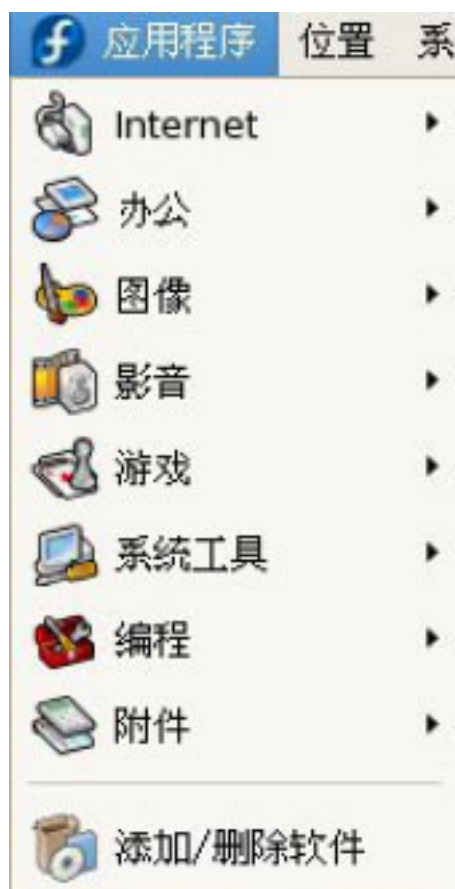 应用程序 位置 系
Internet
办公
图像
影音
游戏
系统工具
编程
附件
添加/删除软件